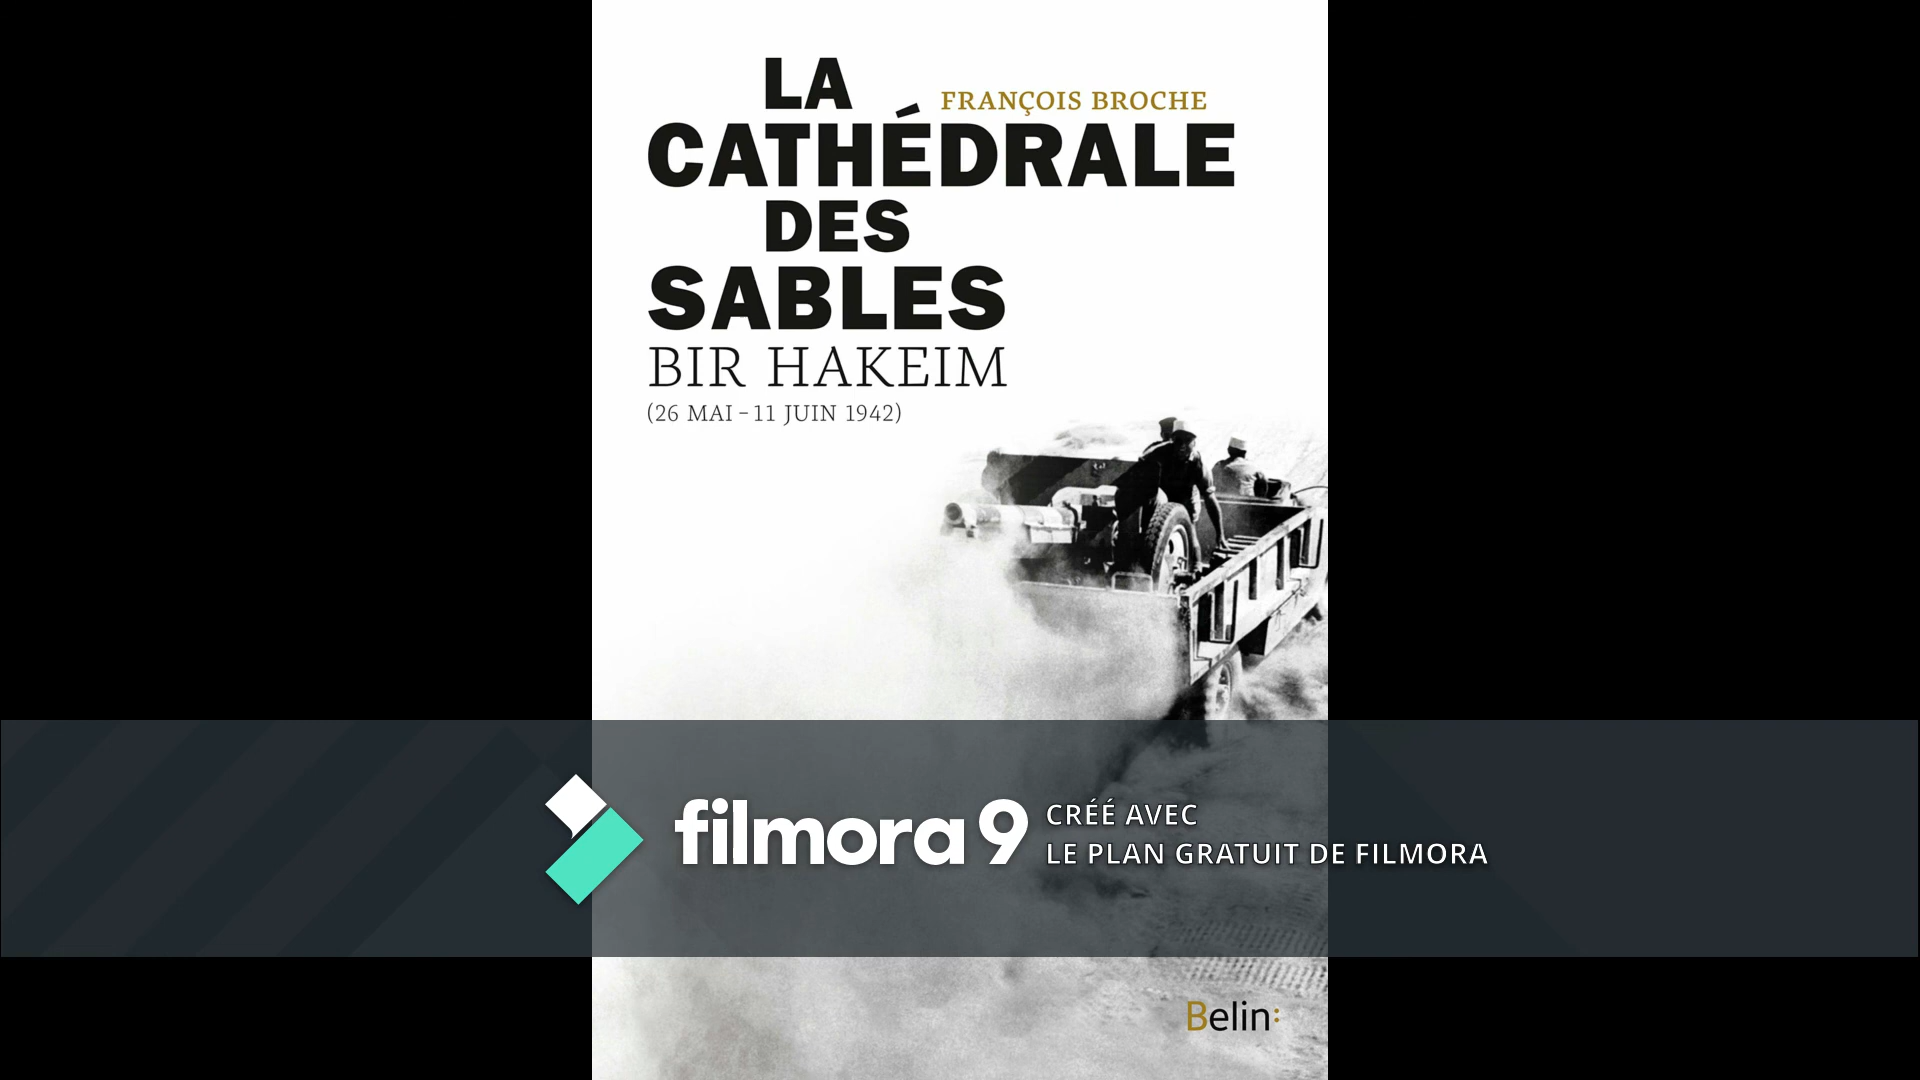 LA
FRANÇOIS BROCHE
CATHÉDRALE
DES
SABLES
BIR HAKEIM
(26 MAI – 11 JUIN 1942)
filmora 9
CRÉÉ AVEC
LE PLAN GRATUIT DE FILMORA
Belin: